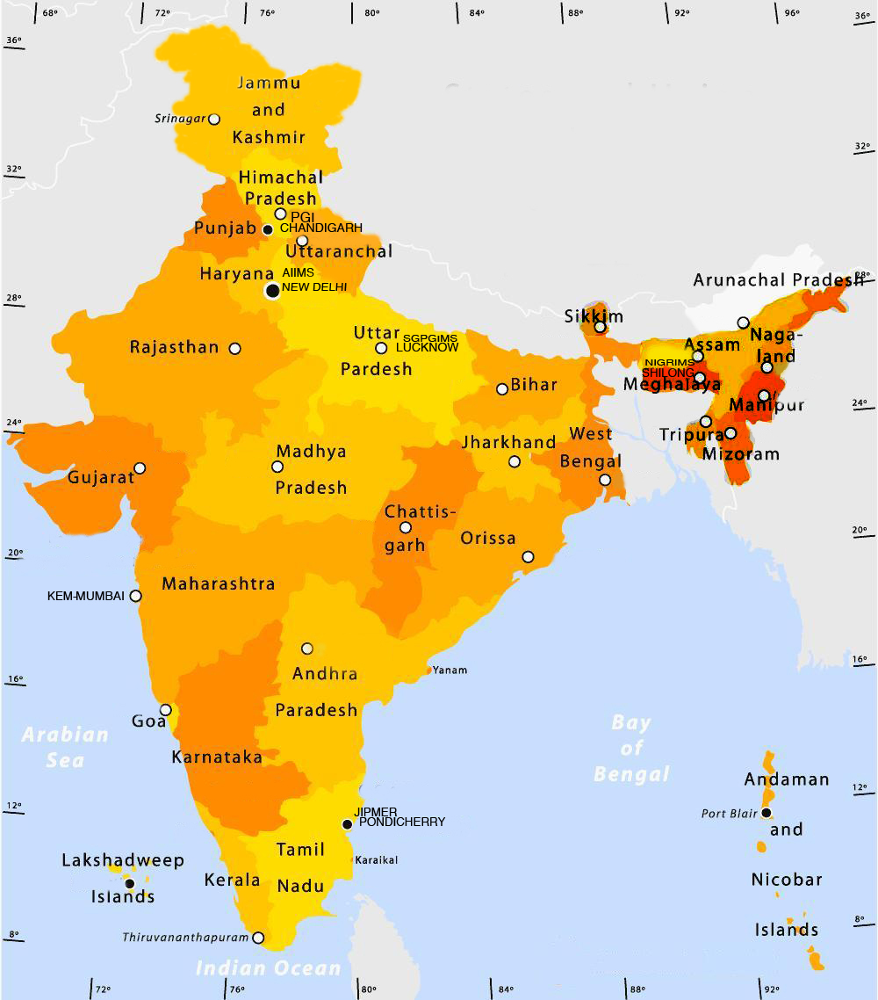 68° 72° 76° 80° 84° 88° 92° 96°
36° 36°
Jammu
and
Kashmir
Srinagar
32° 32°
Himachal
Pradesh
PGI
CHANDIGARH
Punjab
Uttaranchal
Haryana
AIIMS
NEW DELHI
28° 28°
Arunachal Pradesh
Sikkim
Rajasthan
Uttar
Pardesh
SGPGIMS
LUCKNOW
Assam
Naga-
land
NIGRIMS
SHILONG
Meghalaya
Bihar
24° 24°
Manipur
Tripura
Mizoram
Jharkhand
West
Bengal
Madhya
Pradesh
Gujarat
Chattis-
garh
Orissa
20° 20°
Maharashtra
KEM-MUMBAI
16° 16°
Yanam
Andhra
Paradesh
Goa
Arabian
Sea
Bay
of
Bengal
Karnataka
12° 12°
JIPMER
PONDICHERRY
Andaman
Port Blair
and
Nicobar
Islands
Tamil
Nadu
Karaikal
Kerala
Lakshadweep
Islands
8° 8°
Thiruvananthapuram
Indian Ocean
72° 76° 80° 84° 88° 92°